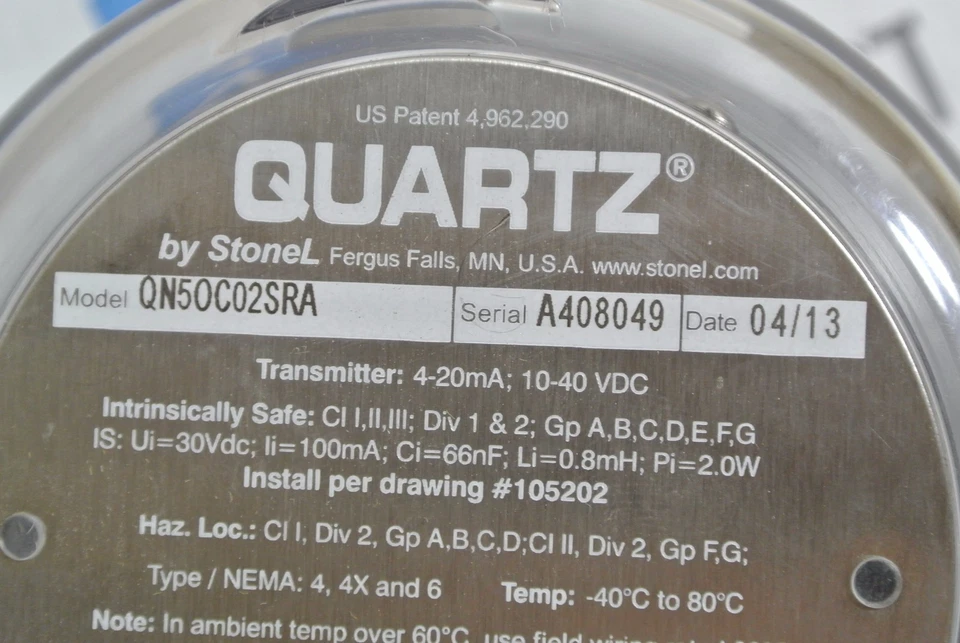 US Patent 4,962,290
QUARTZ®
by StoneL Fergus Falls, MN, U.S.A. www.stonel.com
Model QN50C02SRA Serial A408049 Date 04/13
Transmitter: 4-20mA; 10-40 VDC
Intrinsically Safe: Cl I,II,III; Div 1 & 2; Gp A,B,C,D,E,F,G
IS: Ui=30Vdc; Ii=100mA; Ci=66nF; Li=0.8mH; Pi=2.0W
Install per drawing #105202
Haz. Loc.: Cl I, Div 2, Gp A,B,C,D;Cl II, Div 2, Gp F,G;
Type / NEMA: 4, 4X and 6 Temp: -40°C to 80°C
Note: In ambient temp over 60°C, use field wiring